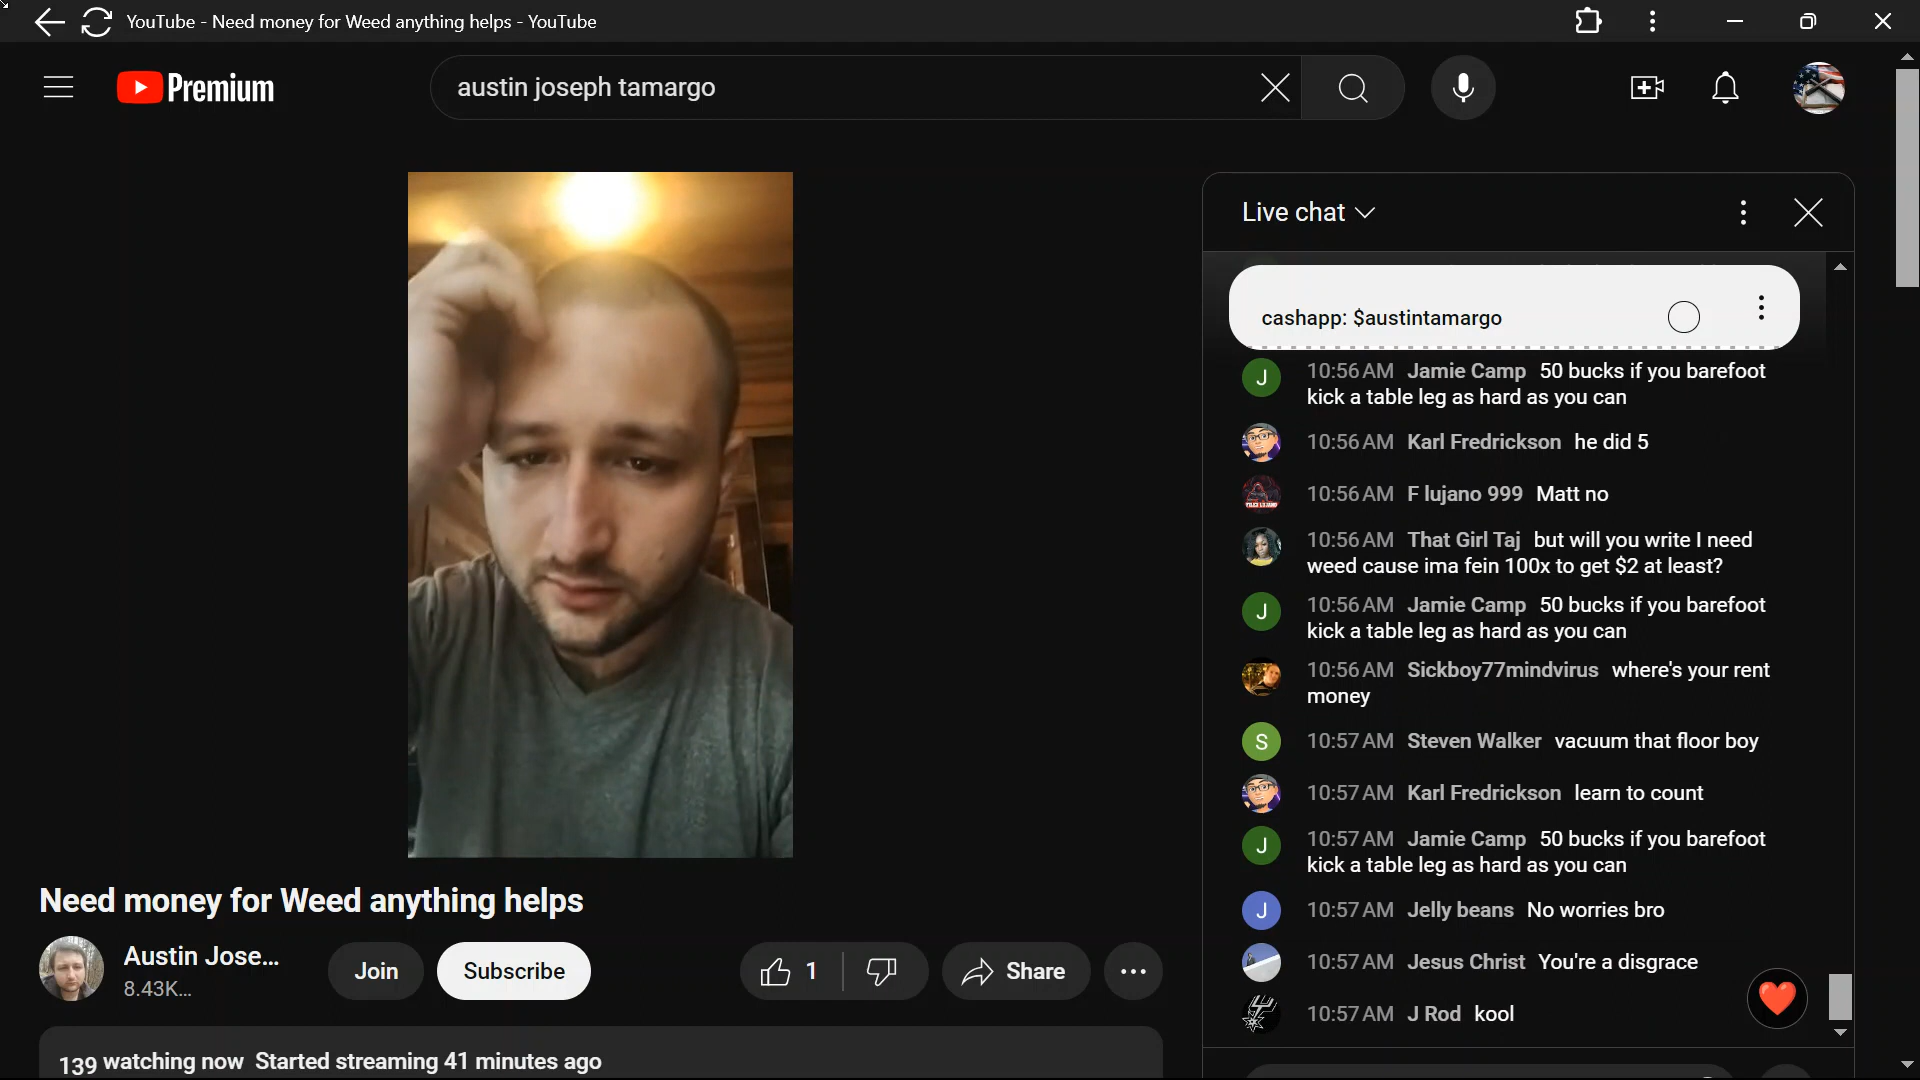 YouTube - Need money for Weed anything helps - YouTube
Premium
austin joseph tamargo
Live chat
cashapp: $austintamargo
J
10:56 AM Jamie Camp 50 bucks if you barefoot
kick a table leg as hard as you can
10:56 AM Karl Fredrickson he did 5
10:56 AM F lujano 999 Matt no
10:56 AM That Girl Taj but will you write I need
weed cause ima fein 100x to get $2 at least?
J
10:56 AM Jamie Camp 50 bucks if you barefoot
kick a table leg as hard as you can
10:56 AM Sickboy77mindvirus where's your rent
money
S
10:57 AM Steven Walker vacuum that floor boy
10:57 AM Karl Fredrickson learn to count
J
10:57 AM Jamie Camp 50 bucks if you barefoot
kick a table leg as hard as you can
J
10:57 AM Jelly beans No worries bro
10:57 AM Jesus Christ You're a disgrace
10:57 AM J Rod kool
Need money for Weed anything helps
Austin Jose...
8.43K...
Join
Subscribe
1
Share
139 watching now Started streaming 41 minutes ago